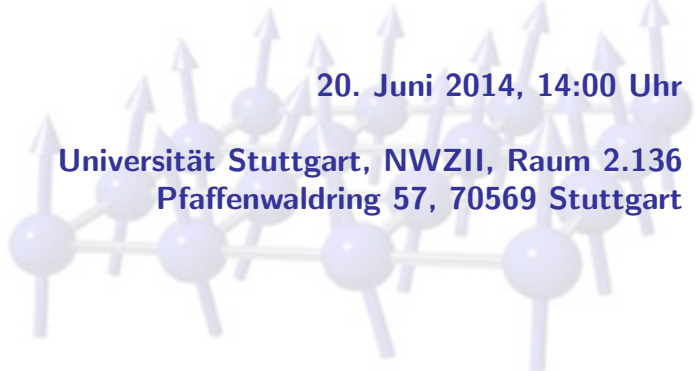 20. Juni 2014, 14:00 Uhr
Universität Stuttgart, NWZII, Raum 2.136
Pfaffenwaldring 57, 70569 Stuttgart